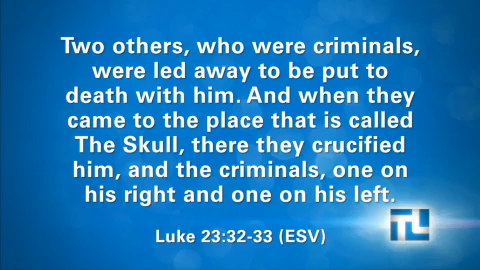 Two others, who were criminals,
were led away to be put to
death with him. And when they
came to the place that is called
The Skull, there they crucified
him, and the criminals, one on
his right and one on his left.
Luke 23:32-33 (ESV)